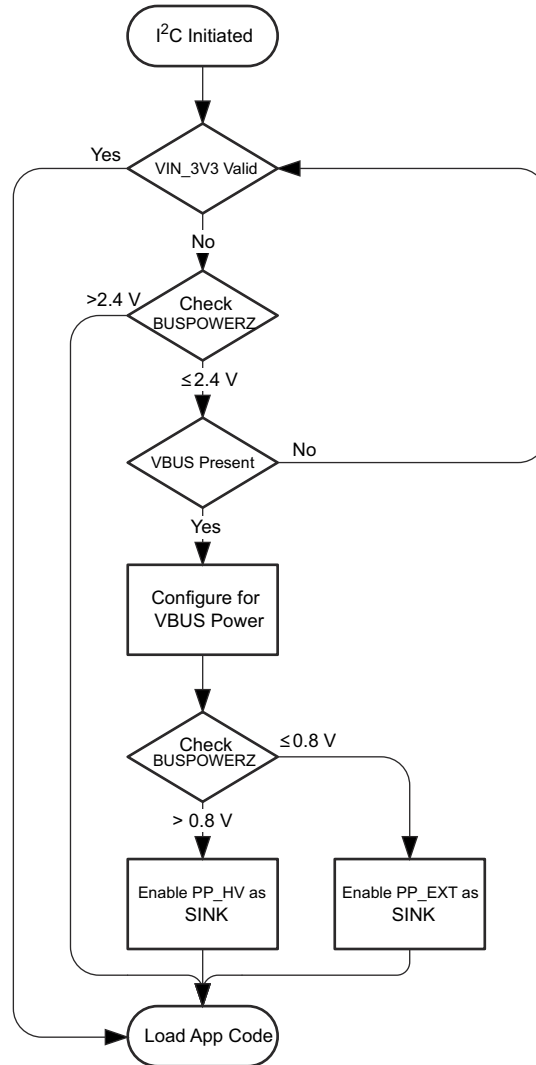 I²C Initiated
Yes
VIN_3V3 Valid
No
>2.4 V
Check
BUSPOWERZ
≤2.4 V
VBUS Present
No
Yes
Configure for
VBUS Power
Check
BUSPOWERZ
≤0.8 V
> 0.8 V
Enable PP_HV as
SINK
Enable PP_EXT as
SINK
Load App Code